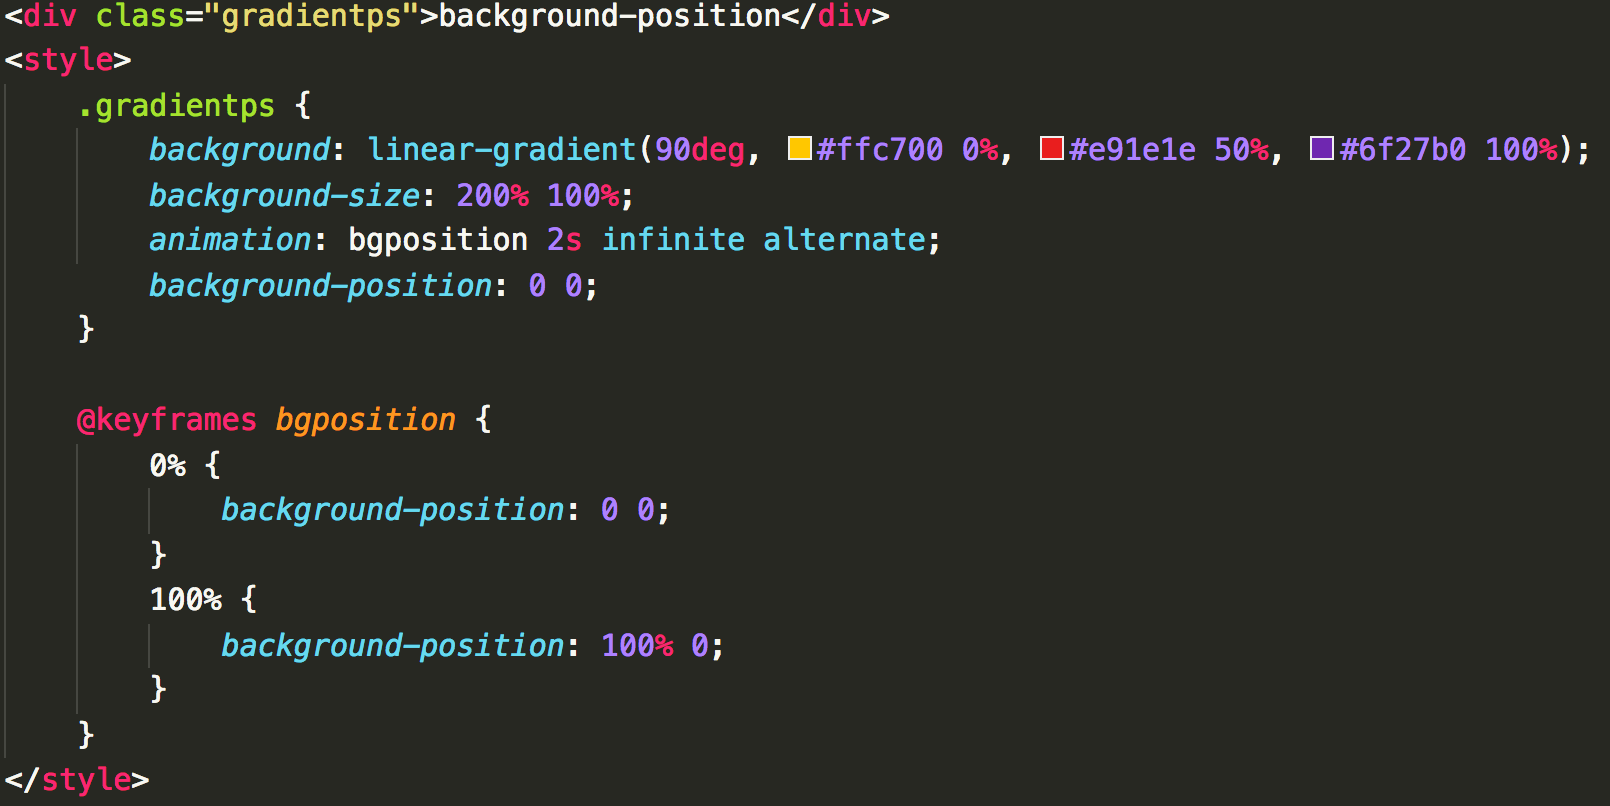 <div class="gradientps">background-position</div>
<style>
    .gradientps {
        background: linear-gradient(90deg, #ffc700 0%, #e91e1e 50%, #6f27b0 100%);
        background-size: 200% 100%;
        animation: bgposition 2s infinite alternate;
        background-position: 0 0;
    }

    @keyframes bgposition {
        0% {
            background-position: 0 0;
        }
        100% {
            background-position: 100% 0;
        }
    }
</style>